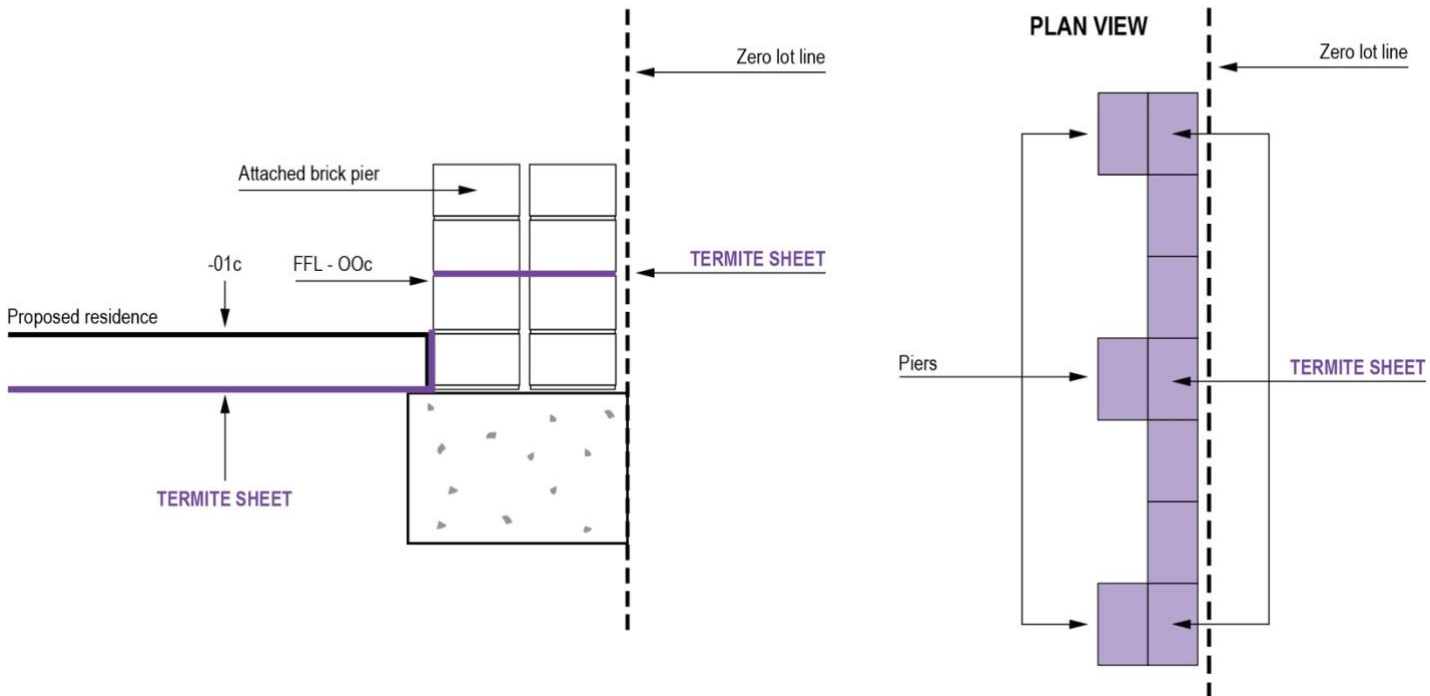 Zero lot line
Attached brick pier
TERMITE SHEET
-01c
FFL - OOc
Proposed residence
TERMITE SHEET
PLAN VIEW
Zero lot line
Piers
TERMITE SHEET